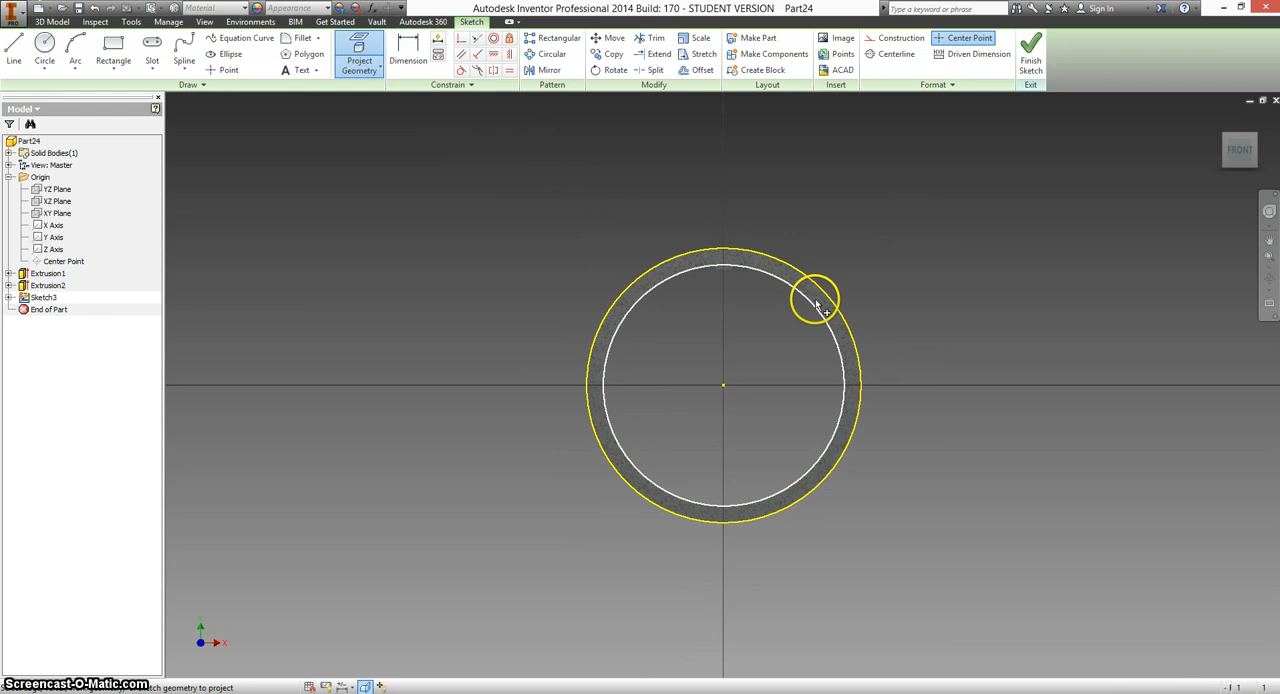 Material
Appearance
Autodesk Inventor Professional 2014 Build: 170 - STUDENT VERSION Part24
Type a keyword or phrase
Sign In
PRO
3D Model Inspect Tools Manage View Environments BIM Get Started Vault Autodesk 360 Sketch
Line Circle Arc Rectangle Slot Spline
Equation Curve Fillet
Ellipse Polygon
Point Text
Project Geometry
Dimension
Rectangular
Circular
Mirror
Move Trim Scale
Copy Extend Stretch
Rotate Split Offset
Make Part
Make Components
Create Block
Image
Points
ACAD
Construction Center Point
Centerline Driven Dimension
Finish Sketch
Draw Constrain Pattern Modify Layout Insert Format Exit
Model
Part24
Solid Bodies(1)
View: Master
Origin
YZ Plane
XZ Plane
XY Plane
X Axis
Y Axis
Z Axis
Center Point
Extrusion1
Extrusion2
Sketch3
End of Part
FRONT
X
Screencast-O-Matic.com
geometry to project
1 1